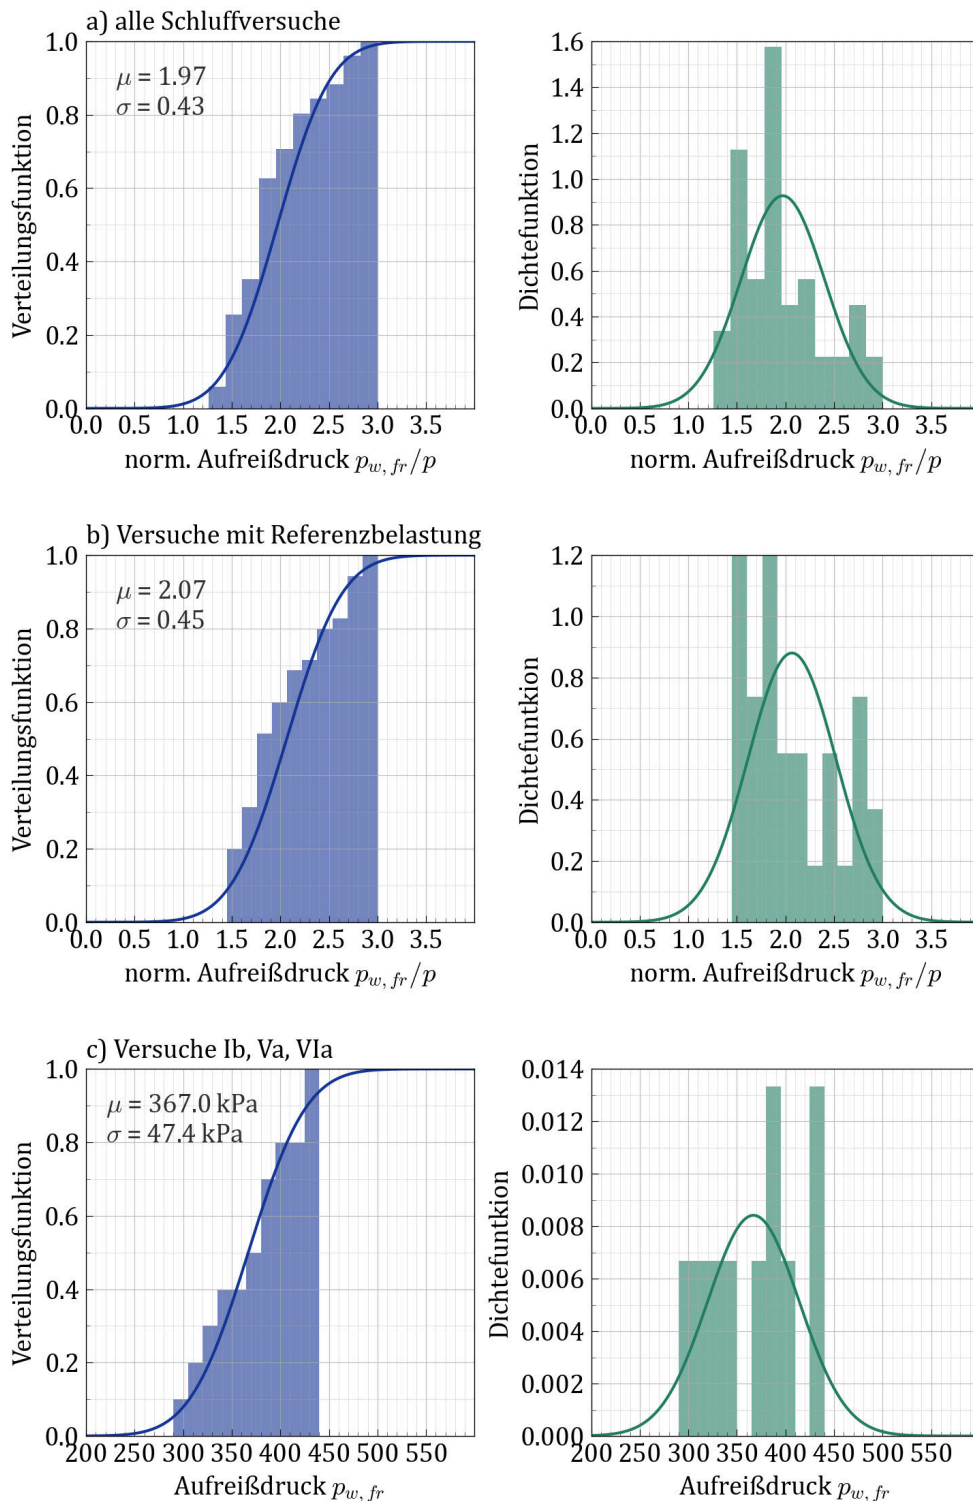 a) alle Schluffversuche
Verteilungsfunktion
1.0
0.8
0.6
0.4
0.2
0.0
μ = 1.97
σ = 0.43
0.0 0.5 1.0 1.5 2.0 2.5 3.0 3.5
norm. Aufreißdruck p_{w, fr}/p
Dichtefunktion
1.6
1.4
1.2
1.0
0.8
0.6
0.4
0.2
0.0
0.0 0.5 1.0 1.5 2.0 2.5 3.0 3.5
norm. Aufreißdruck p_{w, fr}/p
b) Versuche mit Referenzbelastung
Verteilungsfunktion
1.0
0.8
0.6
0.4
0.2
0.0
μ = 2.07
σ = 0.45
0.0 0.5 1.0 1.5 2.0 2.5 3.0 3.5
norm. Aufreißdruck p_{w, fr}/p
Dichtefuntkion
1.2
1.0
0.8
0.6
0.4
0.2
0.0
0.0 0.5 1.0 1.5 2.0 2.5 3.0 3.5
norm. Aufreißdruck p_{w, fr}/p
c) Versuche Ib, Va, VIa
Verteilungsfunktion
1.0
0.8
0.6
0.4
0.2
0.0
μ = 367.0 kPa
σ = 47.4 kPa
200 250 300 350 400 450 500 550
Aufreißdruck p_{w, fr}
Dichtefuntkion
0.014
0.012
0.010
0.008
0.006
0.004
0.002
0.000
200 250 300 350 400 450 500 550
Aufreißdruck p_{w, fr}